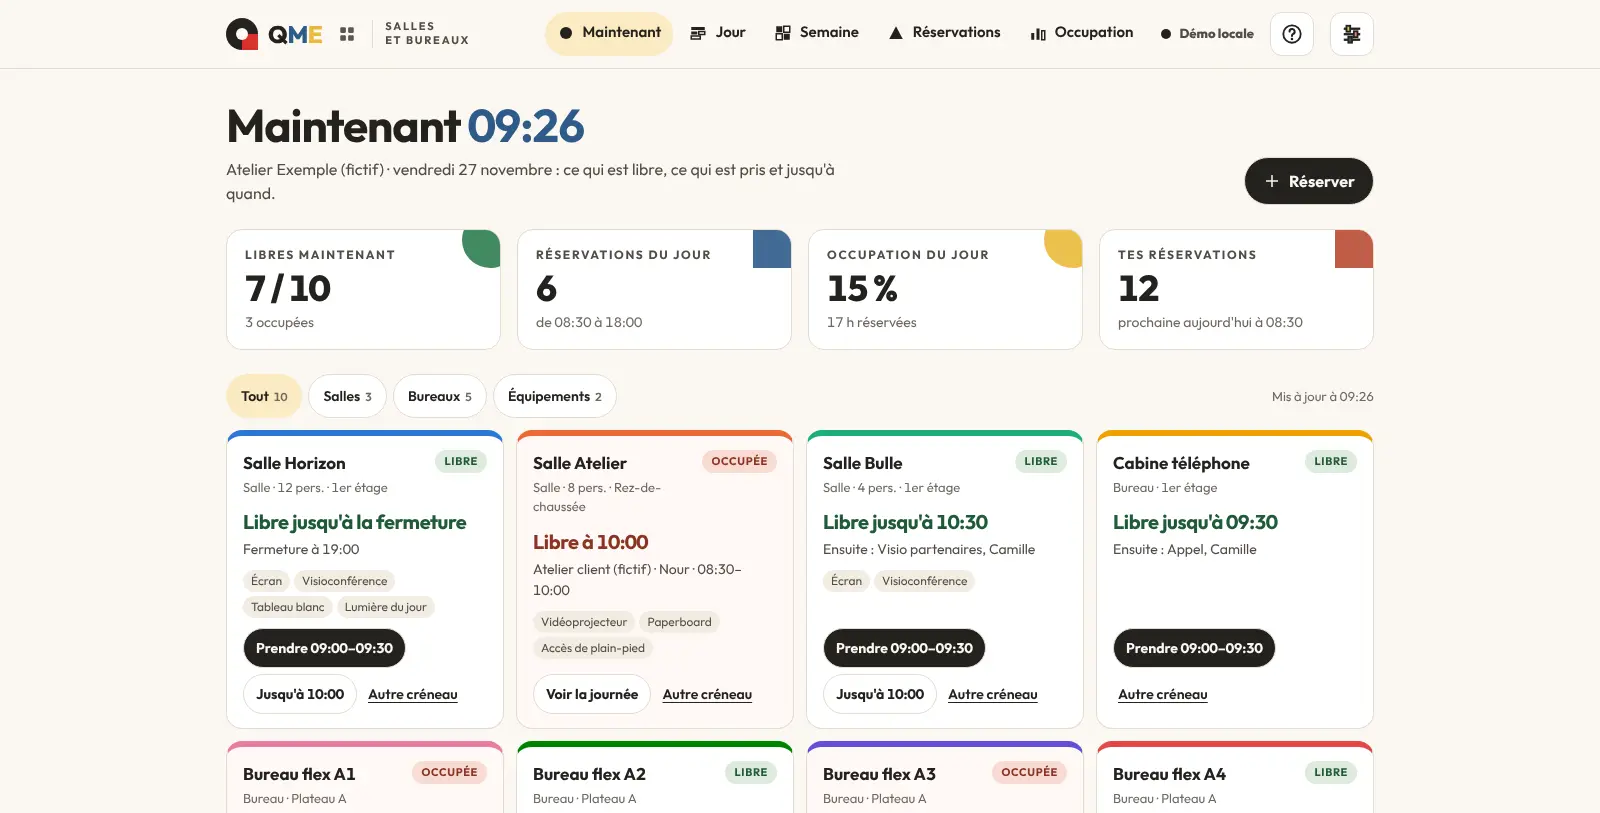 QME
SALLES
ET BUREAUX
Maintenant
Jour
Semaine
Réservations
Occupation
Démo locale
Maintenant 09:26
Atelier Exemple (fictif) · vendredi 27 novembre : ce qui est libre, ce qui est pris et jusqu'à
quand.
+ Réserver
LIBRES MAINTENANT
7 / 10
3 occupées
RÉSERVATIONS DU JOUR
6
de 08:30 à 18:00
OCCUPATION DU JOUR
15 %
17 h réservées
TES RÉSERVATIONS
12
prochaine aujourd'hui à 08:30
Tout 10
Salles 3
Bureaux 5
Équipements 2
Mis à jour à 09:26
Salle Horizon
LIBRE
Salle · 12 pers. · 1er étage
Libre jusqu'à la fermeture
Fermeture à 19:00
Écran
Visioconférence
Tableau blanc
Lumière du jour
Prendre 09:00–09:30
Jusqu'à 10:00
Autre créneau
Salle Atelier
OCCUPÉE
Salle · 8 pers. · Rez-de-
chaussée
Libre à 10:00
Atelier client (fictif) · Nour · 08:30–
10:00
Vidéoprojecteur
Paperboard
Accès de plain-pied
Voir la journée
Autre créneau
Salle Bulle
LIBRE
Salle · 4 pers. · 1er étage
Libre jusqu'à 10:30
Ensuite : Visio partenaires, Camille
Écran
Visioconférence
Prendre 09:00–09:30
Jusqu'à 10:00
Autre créneau
Cabine téléphone
LIBRE
Bureau · 1er étage
Libre jusqu'à 09:30
Ensuite : Appel, Camille
Prendre 09:00–09:30
Autre créneau
Bureau flex A1
OCCUPÉE
Bureau · Plateau A
Bureau flex A2
LIBRE
Bureau · Plateau A
Bureau flex A3
OCCUPÉE
Bureau · Plateau A
Bureau flex A4
LIBRE
Bureau · Plateau A